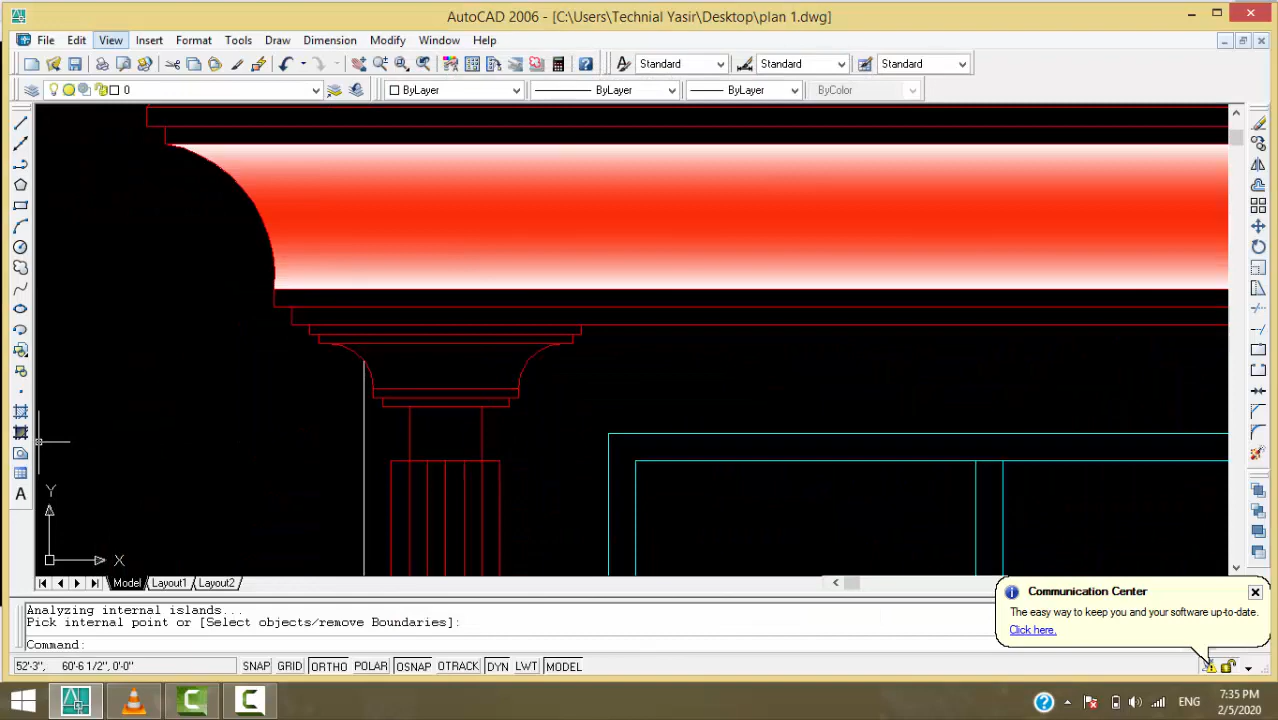 AutoCAD 2006 - [C:\Users\Technial Yasir\Desktop\plan 1.dwg]
File Edit View Insert Format Tools Draw Dimension Modify Window Help
Standard Standard Standard
0 ByLayer ByLayer ByLayer ByColor
A
Y
X
Model Layout1 Layout2
Analyzing internal islands...
Pick internal point or [Select objects/remove Boundaries]:
Command:
Communication Center
The easy way to keep you and your software up-to-date.
Click here.
52'-3", 60'-6 1/2", 0'-0" SNAP GRID ORTHO POLAR OSNAP OTRACK DYN LWT MODEL
ENG
7:35 PM
2/5/2020